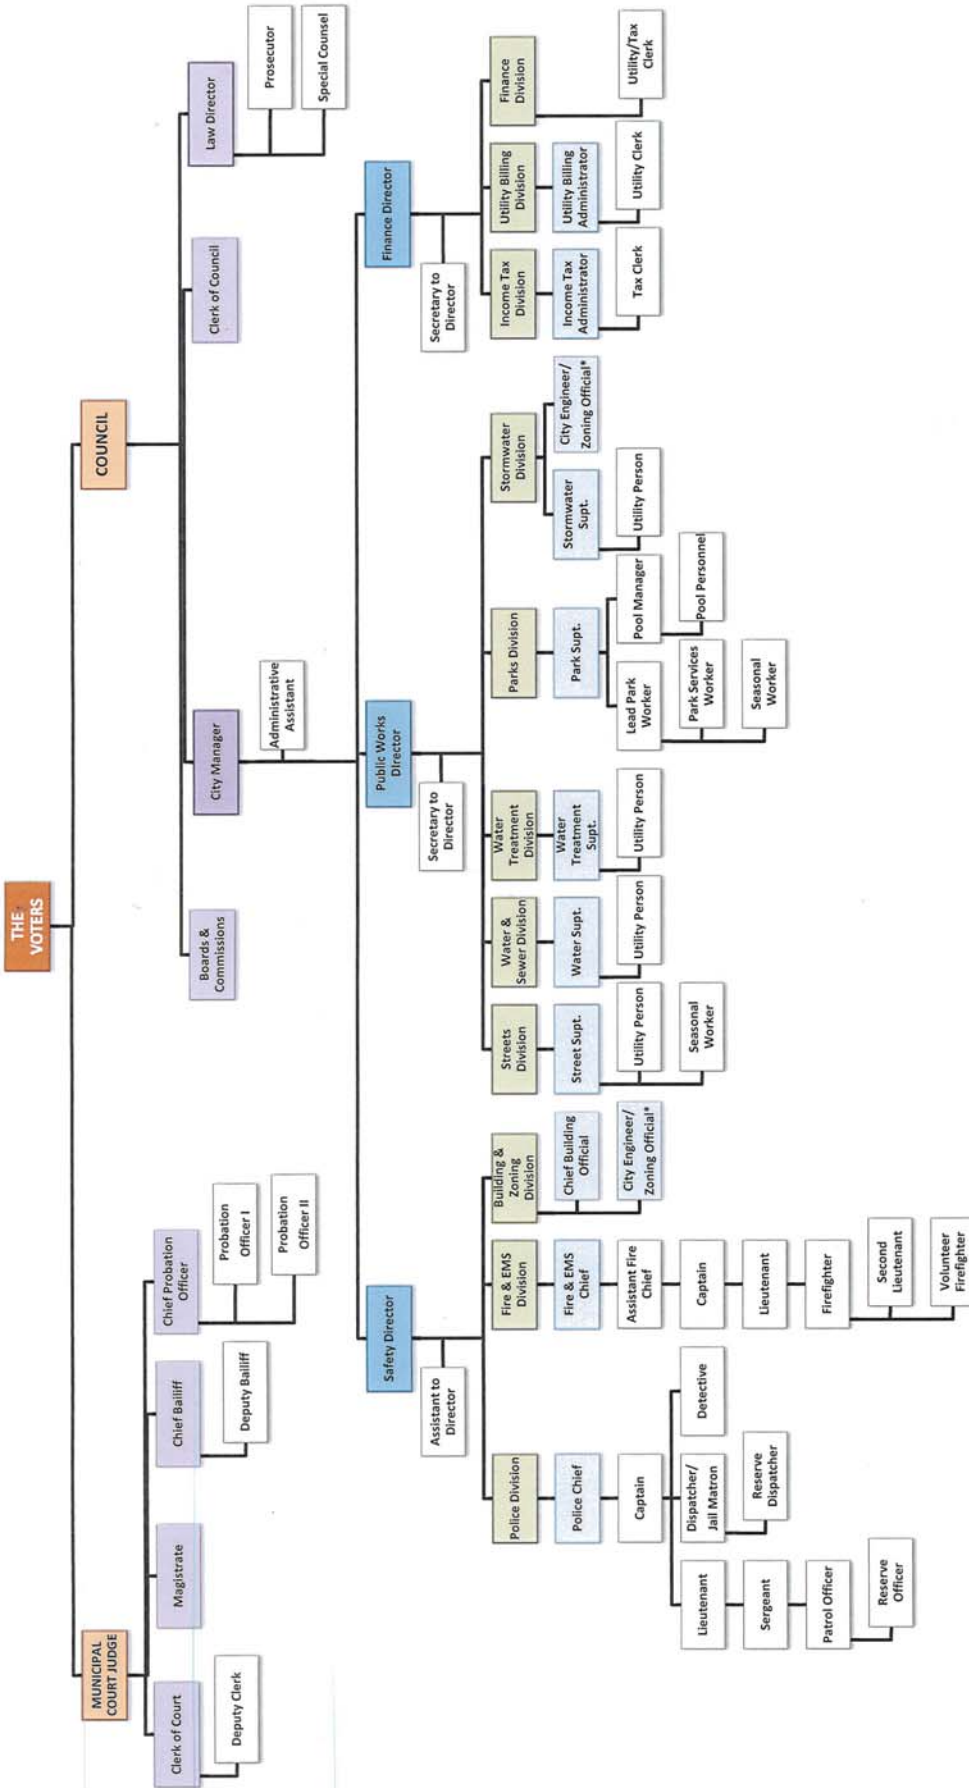 THE
VOTERS
MUNICIPAL
COURT JUDGE
COUNCIL
Clerk of Court
Magistrate
Chief Bailiff
Chief Probation
Officer
Boards &
Commissions
City Manager
Clerk of Council
Law Director
Deputy Clerk
Deputy Bailiff
Probation
Officer I
Probation
Officer II
Administrative
Assistant
Prosecutor
Special Counsel
Safety Director
Public Works
DIrector
Finance Director
Assistant to
Director
Secretary to
Director
Secretary to
Director
Police Division
Fire & EMS
Division
Building &
Zoning
Division
Streets
Division
Water &
Sewer Division
Water
Treatment
Division
Parks Division
Stormwater
Division
Income Tax
Division
Utility Billing
Division
Finance
Division
Police Chief
Fire & EMS
Chief
Chief Building
Official
Street Supt.
Water Supt.
Water
Treatment
Supt.
Park Supt.
Stormwater
Supt.
City Engineer/
Zoning Official*
Income Tax
Administrator
Utility Billing
Administrator
Captain
Assistant Fire
Chief
City Engineer/
Zoning Official*
Utility Person
Utility Person
Utility Person
Lead Park
Worker
Pool Manager
Utility Person
Tax Clerk
Utility Clerk
Utility/Tax
Clerk
Lieutenant
Dispatcher/
Jail Matron
Detective
Captain
Seasonal
Worker
Park Services
Worker
Pool Personnel
Sergeant
Reserve
Dispatcher
Lieutenant
Seasonal
Worker
Patrol Officer
Firefighter
Reserve
Officer
Second
Lieutenant
Volunteer
Firefighter